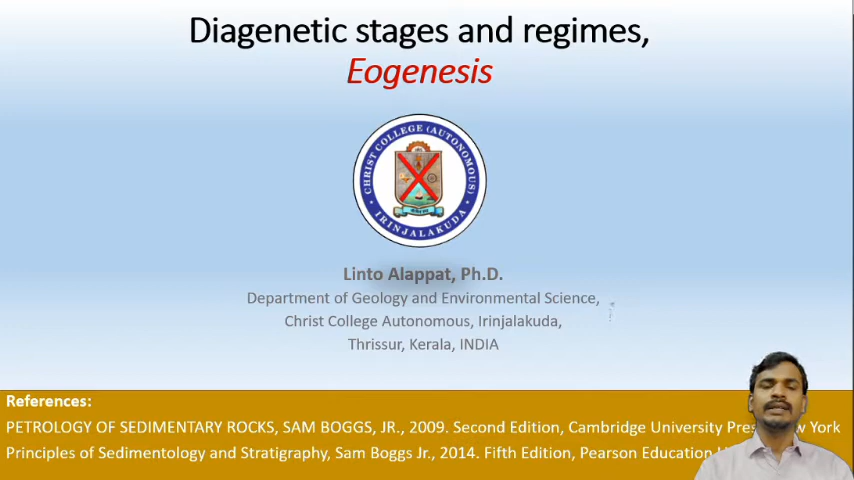 Diagenetic stages and regimes,
Eogenesis
CHRIST COLLEGE (AUTONOMOUS)
IRINJALAKUDA
Linto Alappat, Ph.D.
Department of Geology and Environmental Science,
Christ College Autonomous, Irinjalakuda,
Thrissur, Kerala, INDIA
References:
PETROLOGY OF SEDIMENTARY ROCKS, SAM BOGGS, JR., 2009. Second Edition, Cambridge University York
Principles of Sedimentology and Stratigraphy, Sam Boggs Jr., 2014. Fifth Edition, Pearson Education